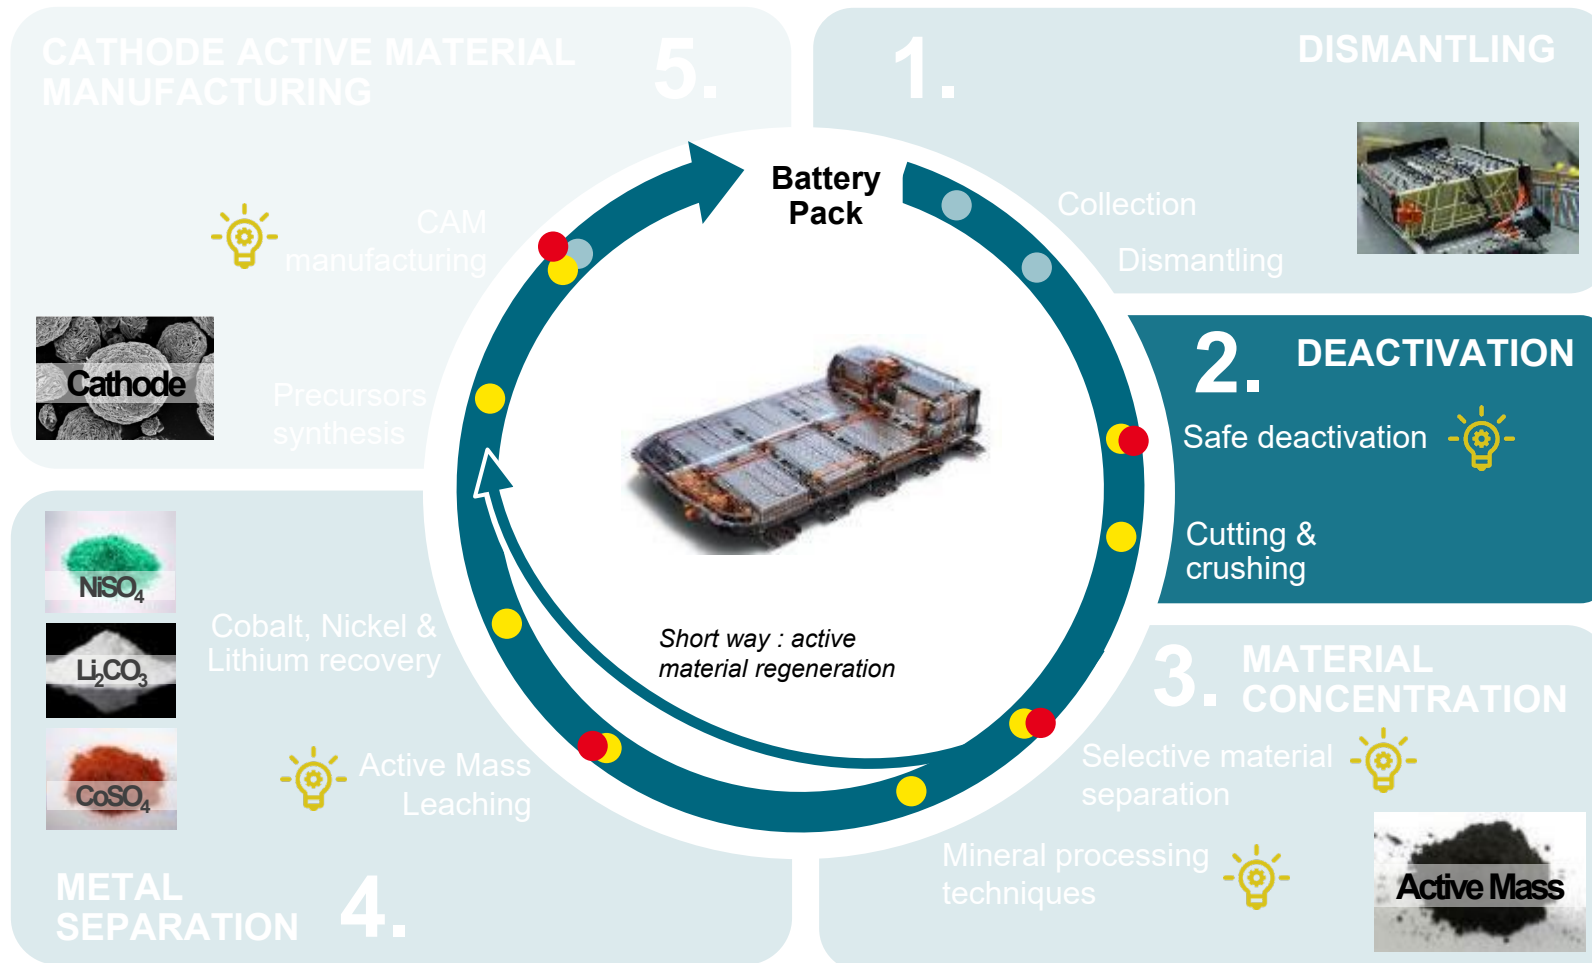 CATHODE ACTIVE MATERIAL
MANUFACTURING
5.
CAM
manufacturing
Cathode
Precursors
synthesis
1.
DISMANTLING
Collection
Dismantling
Battery
Pack
2.
DEACTIVATION
Safe deactivation
Cutting &
crushing
Short way : active
material regeneration
3.
MATERIAL
CONCENTRATION
Selective material
separation
Mineral processing
techniques
Active Mass
NiSO4
Li2CO3
CoSO4
Cobalt, Nickel &
Lithium recovery
Active Mass
Leaching
METAL
SEPARATION
4.